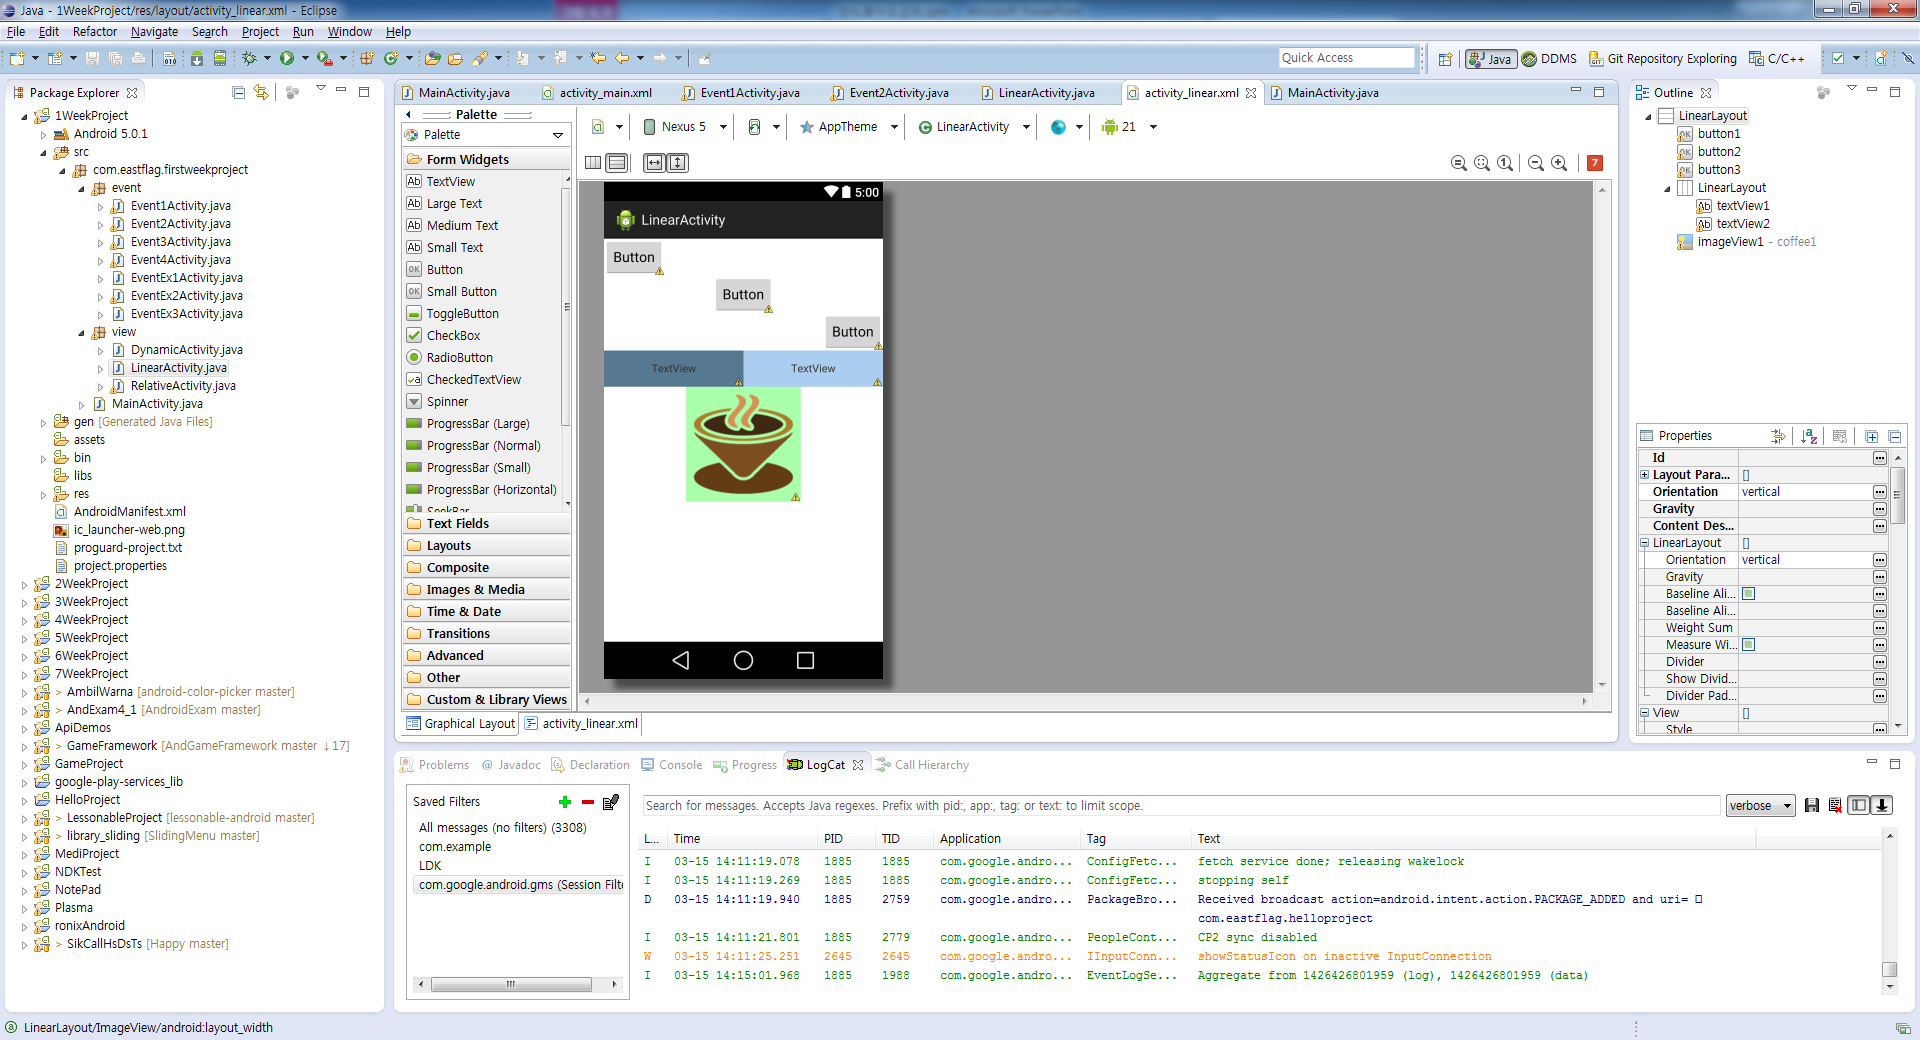 Java - 1WeekProject/res/layout/activity_linear.xml - Eclipse
File Edit Refactor Navigate Search Project Run Window Help
Quick Access
Java
DDMS
Git Repository Exploring
C/C++
Package Explorer
1WeekProject
Android 5.0.1
src
com.eastflag.firstweekproject
event
Event1Activity.java
Event2Activity.java
Event3Activity.java
Event4Activity.java
EventEx1Activity.java
EventEx2Activity.java
EventEx3Activity.java
view
DynamicActivity.java
LinearActivity.java
RelativeActivity.java
MainActivity.java
gen [Generated Java Files]
assets
bin
libs
res
AndroidManifest.xml
ic_launcher-web.png
proguard-project.txt
project.properties
2WeekProject
3WeekProject
4WeekProject
5WeekProject
6WeekProject
7WeekProject
> AmbilWarna [android-color-picker master]
> AndExam4_1 [AndroidExam master]
ApiDemos
> GameFramework [AndGameFramework master ↓17]
GameProject
google-play-services_lib
HelloProject
> LessonableProject [lessonable-android master]
> library_sliding [SlidingMenu master]
MediProject
NDKTest
NotePad
Plasma
ronixAndroid
> SikCallHsDsTs [Happy master]
MainActivity.java
activity_main.xml
Event1Activity.java
Event2Activity.java
LinearActivity.java
activity_linear.xml
MainActivity.java
Palette
Palette
Form Widgets
Ab TextView
Ab Large Text
Ab Medium Text
Ab Small Text
OK Button
OK Small Button
ToggleButton
CheckBox
RadioButton
CheckedTextView
Spinner
ProgressBar (Large)
ProgressBar (Normal)
ProgressBar (Small)
ProgressBar (Horizontal)
SeekBar
Text Fields
Layouts
Composite
Images & Media
Time & Date
Transitions
Advanced
Other
Custom & Library Views
Nexus 5
AppTheme
LinearActivity
21
7
5:00
LinearActivity
Button
Button
Button
TextView
TextView
Graphical Layout
activity_linear.xml
Outline
LinearLayout
OK button1
OK button2
OK button3
LinearLayout
Ab textView1
Ab textView2
imageView1 - coffee1
Properties
Id
Layout Para... []
Orientation vertical
Gravity
Content Des...
LinearLayout []
Orientation vertical
Gravity
Baseline Ali...
Baseline Ali...
Weight Sum
Measure Wi...
Divider
Show Divid...
Divider Pad...
View []
Style
Problems
@ Javadoc
Declaration
Console
Progress
LogCat
Call Hierarchy
Saved Filters
All messages (no filters) (3308)
com.example
LDK
com.google.android.gms (Session Filte
Search for messages. Accepts Java regexes. Prefix with pid:, app:, tag: or text: to limit scope.
verbose
L... Time PID TID Application Tag Text
I 03-15 14:11:19.078 1885 1885 com.google.andro... ConfigFetc... fetch service done; releasing wakelock
I 03-15 14:11:19.269 1885 1885 com.google.andro... ConfigFetc... stopping self
D 03-15 14:11:19.940 1885 2759 com.google.andro... PackageBro... Received broadcast action=android.intent.action.PACKAGE_ADDED and uri=
com.eastflag.helloproject
I 03-15 14:11:21.801 1885 2779 com.google.andro... PeopleCont... CP2 sync disabled
W 03-15 14:11:25.251 2645 2645 com.google.andro... IInputConn... showStatusIcon on inactive InputConnection
I 03-15 14:15:01.968 1885 1988 com.google.andro... EventLogSe... Aggregate from 1426426801959 (log), 1426426801959 (data)
LinearLayout/ImageView/android:layout_width